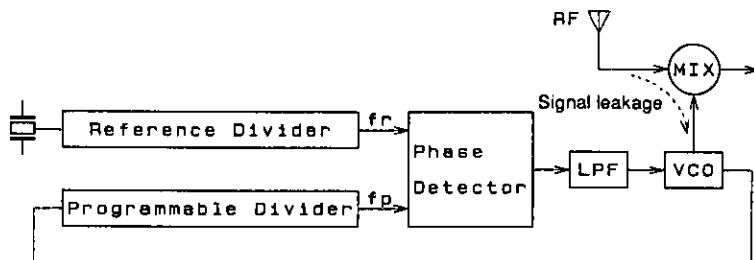 RF
MIX
Signal leakage
Reference Divider
fr
Phase
Detector
LPF
VCO
Programmable Divider
fp